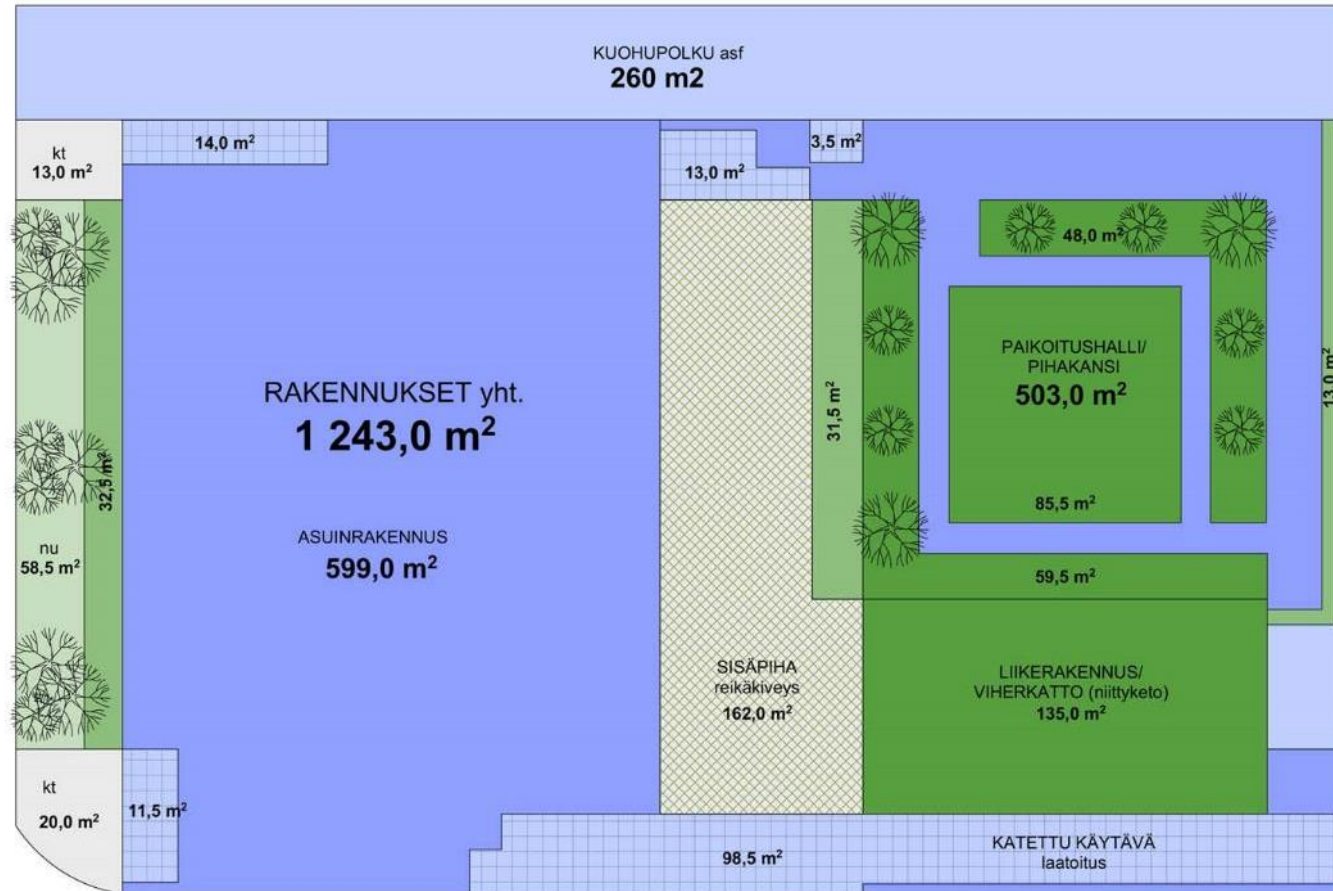 KUOHUPOLKU asf
260 m2
kt
13,0 m²
14,0 m²
13,0 m²
3,5 m²
48,0 m²
RAKENNUKSET yht.
1 243,0 m²
PAIKOITUSHALLI/
PIHAKANSI
503,0 m²
13,0 m²
31,5 m²
32,5 m²
85,5 m²
nu
58,5 m²
ASUINRAKENNUS
599,0 m²
59,5 m²
SISÄPIHA
reikäkiveys
162,0 m²
LIIKERAKENNUS/
VIHERKATTO (niittyketo)
135,0 m²
kt
20,0 m²
11,5 m²
98,5 m²
KATETTU KÄYTÄVÄ
laatoitus